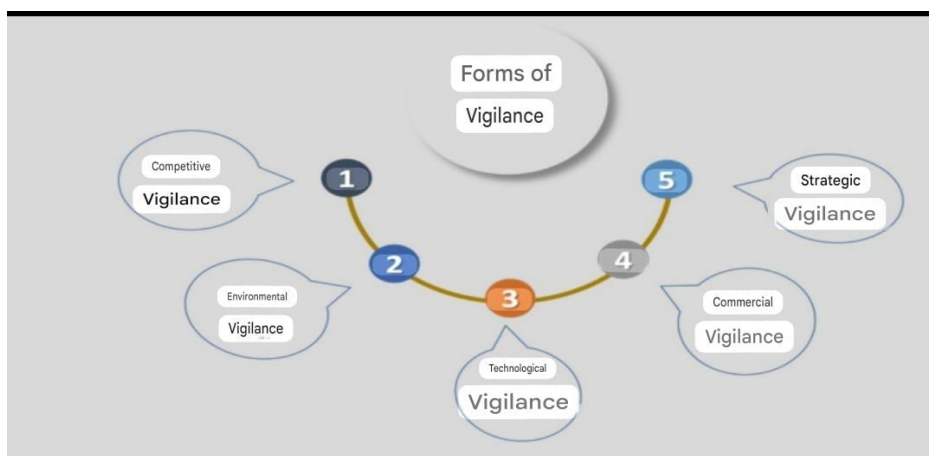 Forms of
Vigilance
1
Competitive
Vigilance
2
Environmental
Vigilance
3
Technological
Vigilance
4
Commercial
Vigilance
5
Strategic
Vigilance